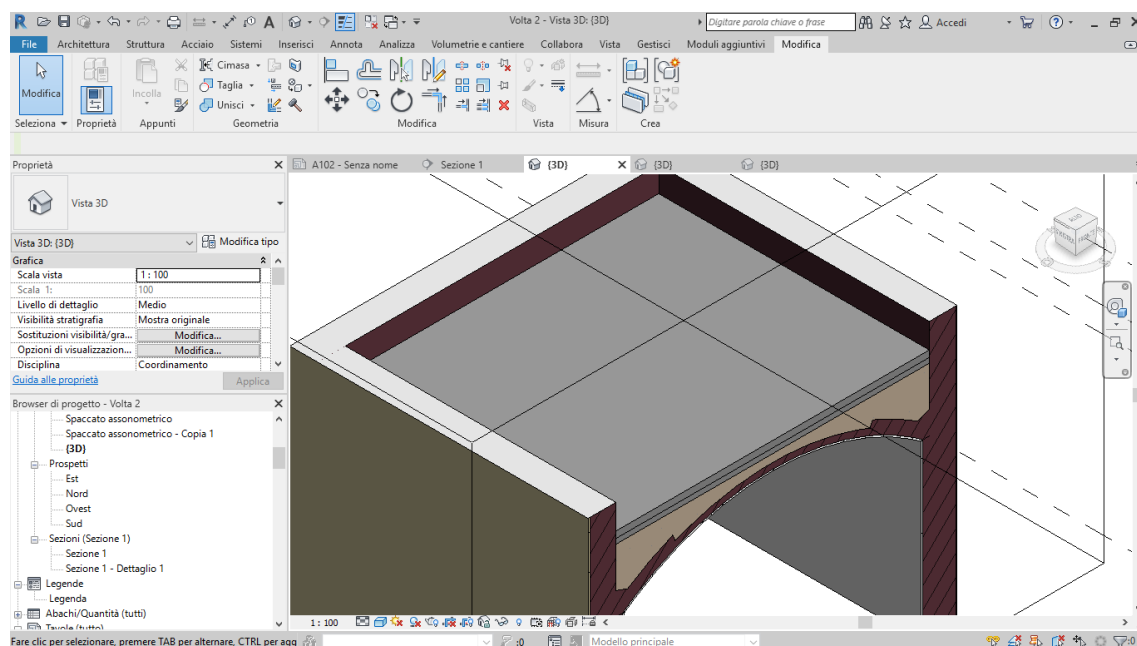 Volta 2 - Vista 3D: {3D}
Digitare parola chiave o frase
Accedi
File Architettura Struttura Acciaio Sistemi Inserisci Annota Analizza Volumetrie e cantiere Collabora Vista Gestisci Moduli aggiuntivi Modifica
Modifica
Incolla
Cimasa
Taglia
Unisci
Seleziona Proprietà Appunti Geometria Modifica Vista Misura Crea
Proprietà
A102 - Senza nome Sezione 1 {3D} {3D} {3D}
Vista 3D
Vista 3D: {3D} Modifica tipo
Grafica
Scala vista 1 : 100
Scala 1: 100
Livello di dettaglio Medio
Visibilità stratigrafia Mostra originale
Sostituzioni visibilità/gra... Modifica...
Opzioni di visualizzazion... Modifica...
Disciplina Coordinamento
Guida alle proprietà Applica
Browser di progetto - Volta 2
Spaccato assonometrico
Spaccato assonometrico - Copia 1
{3D}
Prospetti
Est
Nord
Ovest
Sud
Sezioni (Sezione 1)
Sezione 1
Sezione 1 - Dettaglio 1
Legende
Legenda
Abachi/Quantità (tutti)
Tavole (tutto)
1 : 100
Fare clic per selezionare, premere TAB per alternare, CTRL per agg :0 Modello principale :0